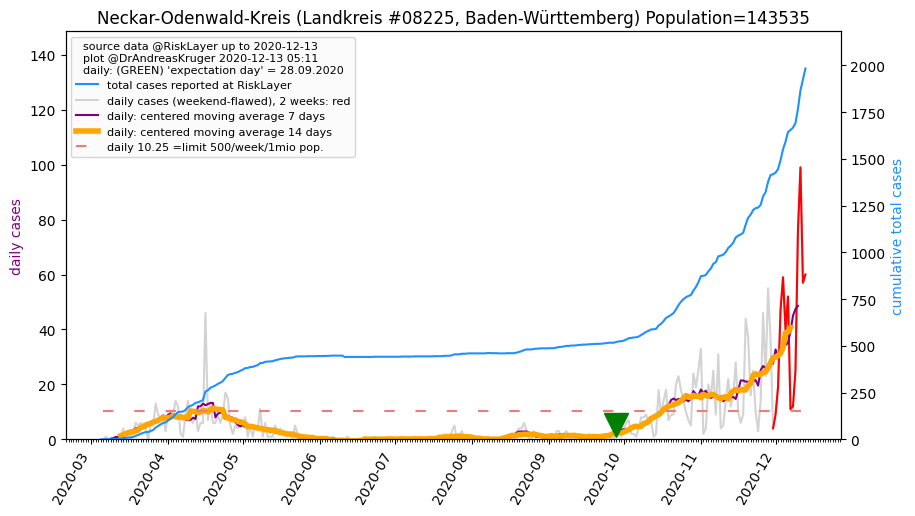 Neckar-Odenwald-Kreis (Landkreis #08225, Baden-Württemberg) Population=143535
source data @RiskLayer up to 2020-12-13
plot @DrAndreasKruger 2020-12-13 05:11
daily: (GREEN) 'expectation day' = 28.09.2020
total cases reported at RiskLayer
daily cases (weekend-flawed), 2 weeks: red
daily: centered moving average 7 days
daily: centered moving average 14 days
daily 10.25 =limit 500/week/1mio pop.
daily cases
140
120
100
80
60
40
20
0
cumulative total cases
2000
1750
1500
1250
1000
750
500
250
0
2020-03
2020-04
2020-05
2020-06
2020-07
2020-08
2020-09
2020-10
2020-11
2020-12